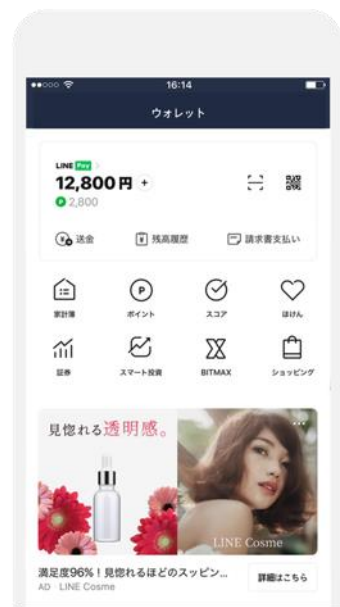 16:14
ウォレット
LINE Pay
12,800円 +
P 2,800
送金 残高履歴 請求書支払い
家計簿 ポイント スコア ほけん
証券 スマート投資 BITMAX ショッピング
見惚れる透明感。
LINE Cosme
満足度96%！見惚れるほどのスッピン...
AD LINE Cosme
詳細はこちら